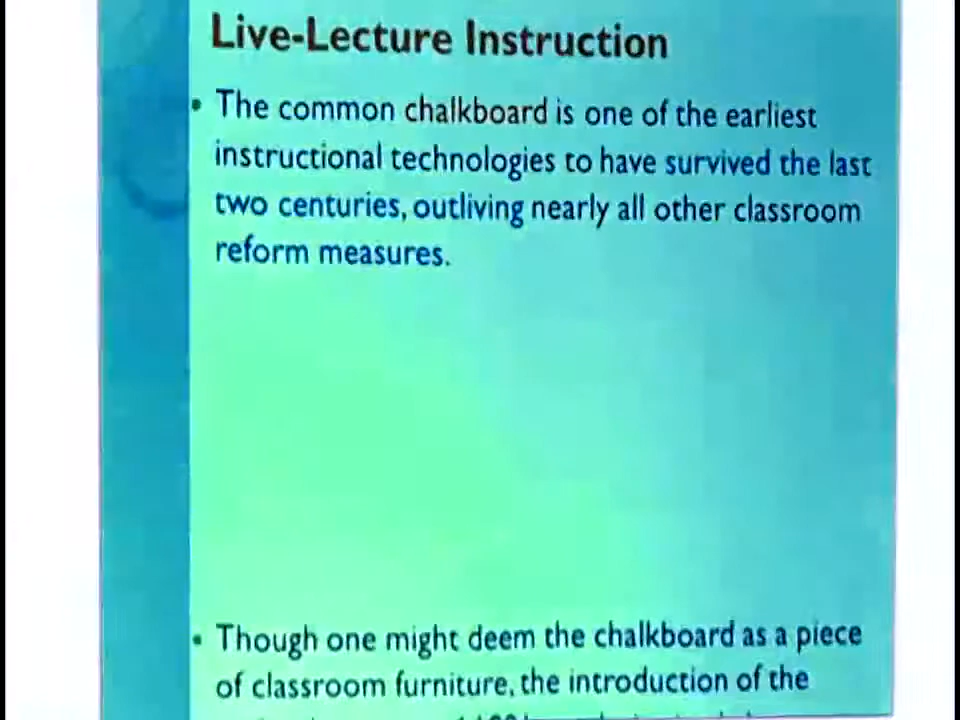 Live-Lecture Instruction
• The common chalkboard is one of the earliest
instructional technologies to have survived the last
two centuries, outliving nearly all other classroom
reform measures.
• Though one might deem the chalkboard as a piece
of classroom furniture, the introduction of the